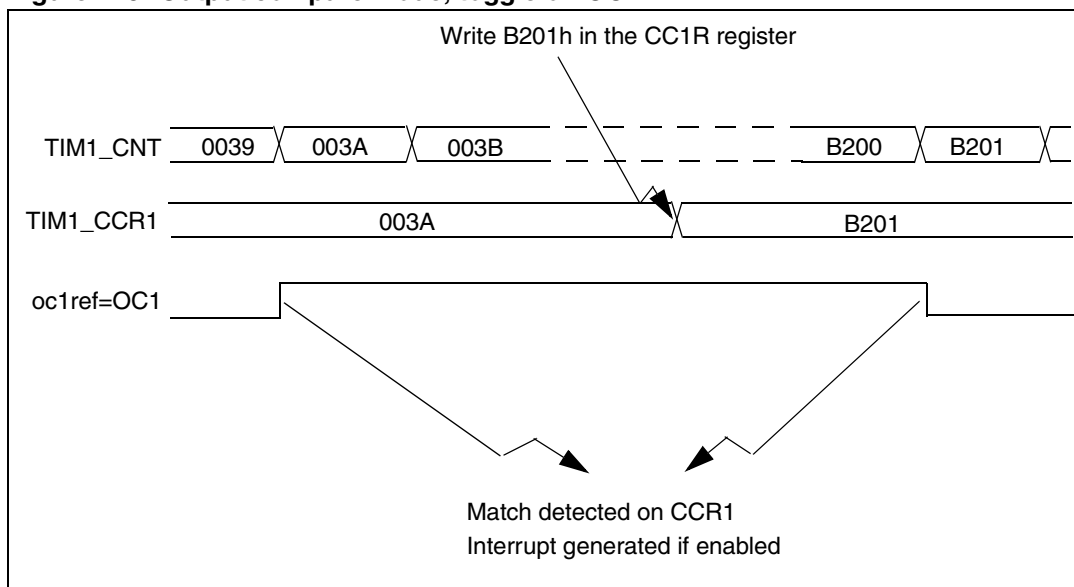 Write B201h in the CC1R register
TIM1_CNT 0039 003A 003B B200 B201
TIM1_CCR1 003A B201
oc1ref=OC1
Match detected on CCR1
Interrupt generated if enabled